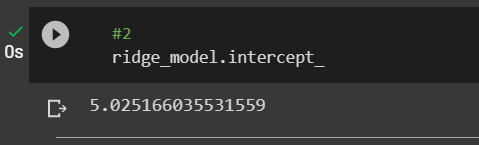 #2
0s
ridge_model.intercept_
5.025166035531559